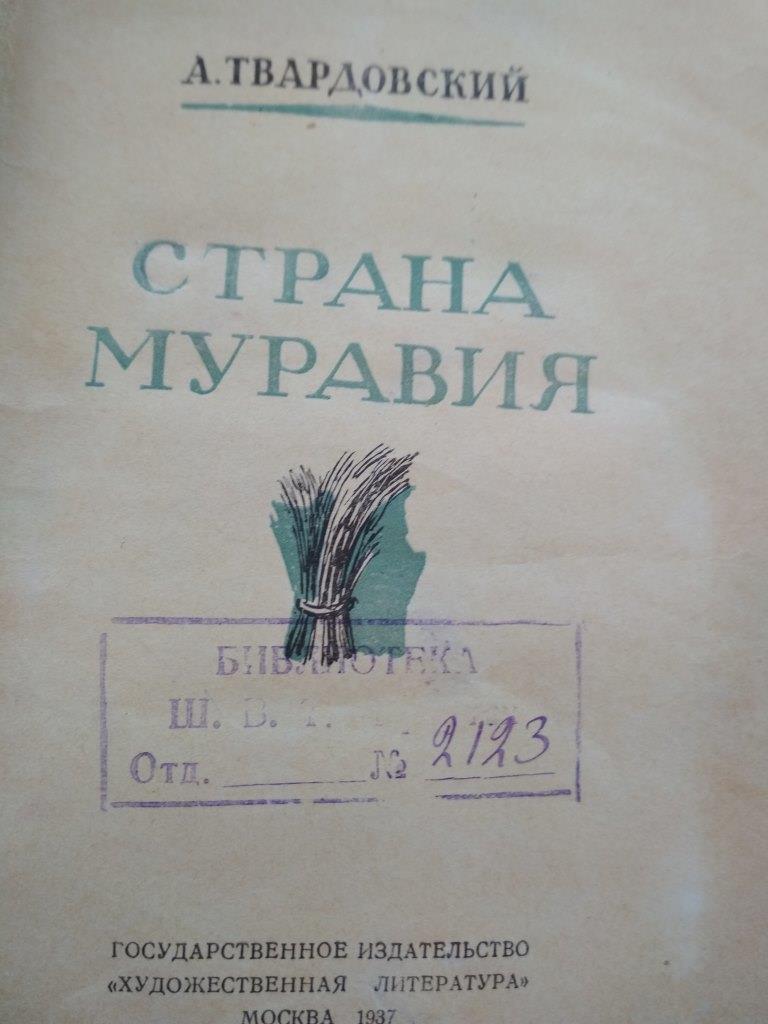 А. ТВАРДОВСКИЙ
СТРАНА
МУРАВИЯ
БИБЛИОТЕКА
Ш. В. Т.
Отд. № 2123
ГОСУДАРСТВЕННОЕ ИЗДАТЕЛЬСТВО
«ХУДОЖЕСТВЕННАЯ ЛИТЕРАТУРА»
МОСКВА 1937